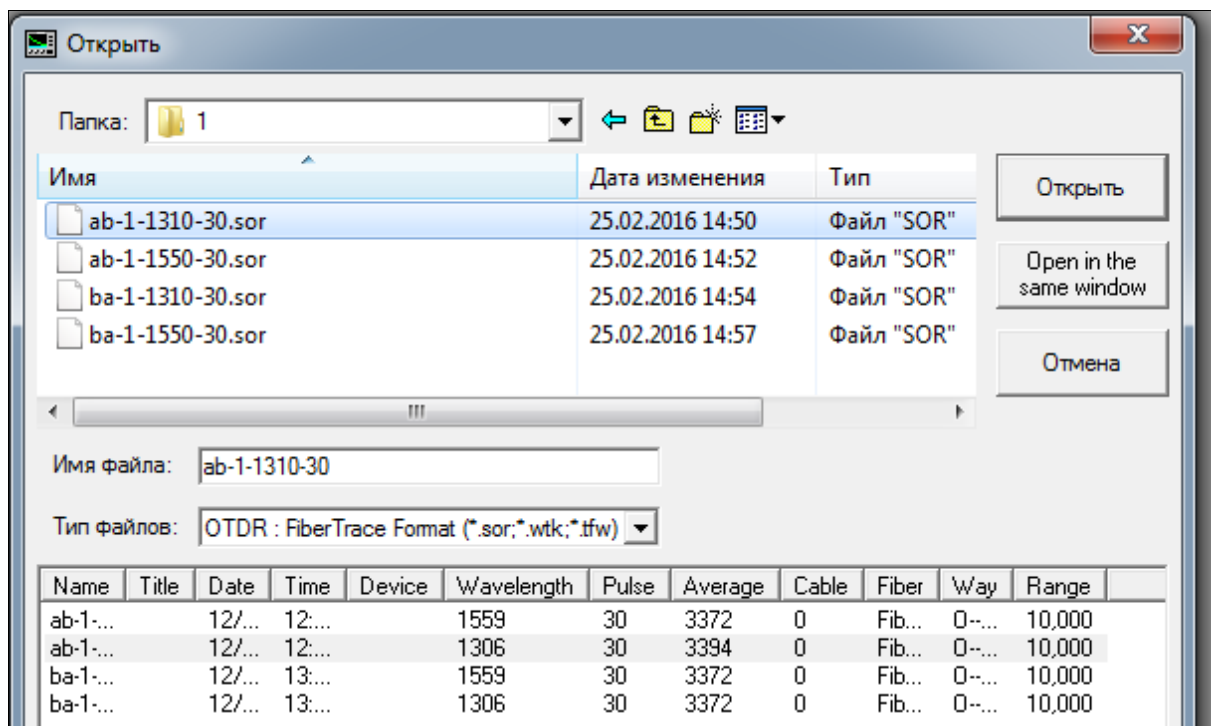 Открыть
Папка: 1
Имя Дата изменения Тип
ab-1-1310-30.sor 25.02.2016 14:50 Файл "SOR"
ab-1-1550-30.sor 25.02.2016 14:52 Файл "SOR"
ba-1-1310-30.sor 25.02.2016 14:54 Файл "SOR"
ba-1-1550-30.sor 25.02.2016 14:57 Файл "SOR"
Открыть
Open in the
same window
Отмена
Имя файла: ab-1-1310-30
Тип файлов: OTDR : FiberTrace Format (*.sor;*.wtk;*.tfw)
Name Title Date Time Device Wavelength Pulse Average Cable Fiber Way Range
ab-1-... 12/... 12:... 1559 30 3372 0 Fib... O--... 10,000
ab-1-... 12/... 12:... 1306 30 3394 0 Fib... O--... 10,000
ba-1-... 12/... 13:... 1559 30 3372 0 Fib... O--... 10,000
ba-1-... 12/... 13:... 1306 30 3372 0 Fib... O--... 10,000